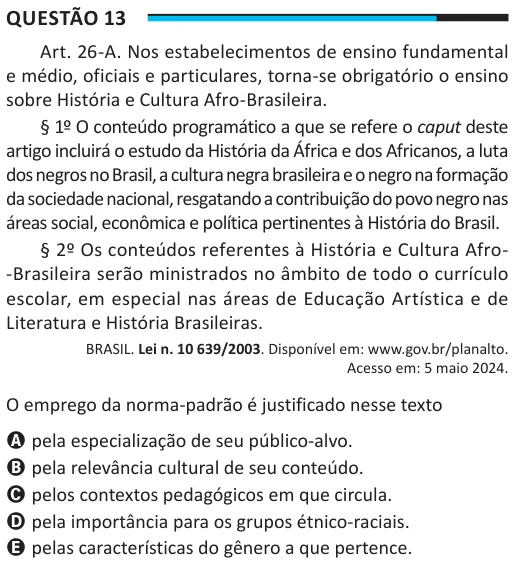 QUESTÃO 13
Art. 26-A. Nos estabelecimentos de ensino fundamental
e médio, oficiais e particulares, torna-se obrigatório o ensino
sobre História e Cultura Afro-Brasileira.
§ 1º O conteúdo programático a que se refere o caput deste
artigo incluirá o estudo da História da África e dos Africanos, a luta
dos negros no Brasil, a cultura negra brasileira e o negro na formação
da sociedade nacional, resgatando a contribuição do povo negro nas
áreas social, econômica e política pertinentes à História do Brasil.
§ 2º Os conteúdos referentes à História e Cultura Afro-
-Brasileira serão ministrados no âmbito de todo o currículo
escolar, em especial nas áreas de Educação Artística e de
Literatura e História Brasileiras.
BRASIL. Lei n. 10 639/2003. Disponível em: www.gov.br/planalto.
Acesso em: 5 maio 2024.
O emprego da norma-padrão é justificado nesse texto
A pela especialização de seu público-alvo.
B pela relevância cultural de seu conteúdo.
C pelos contextos pedagógicos em que circula.
D pela importância para os grupos étnico-raciais.
E pelas características do gênero a que pertence.